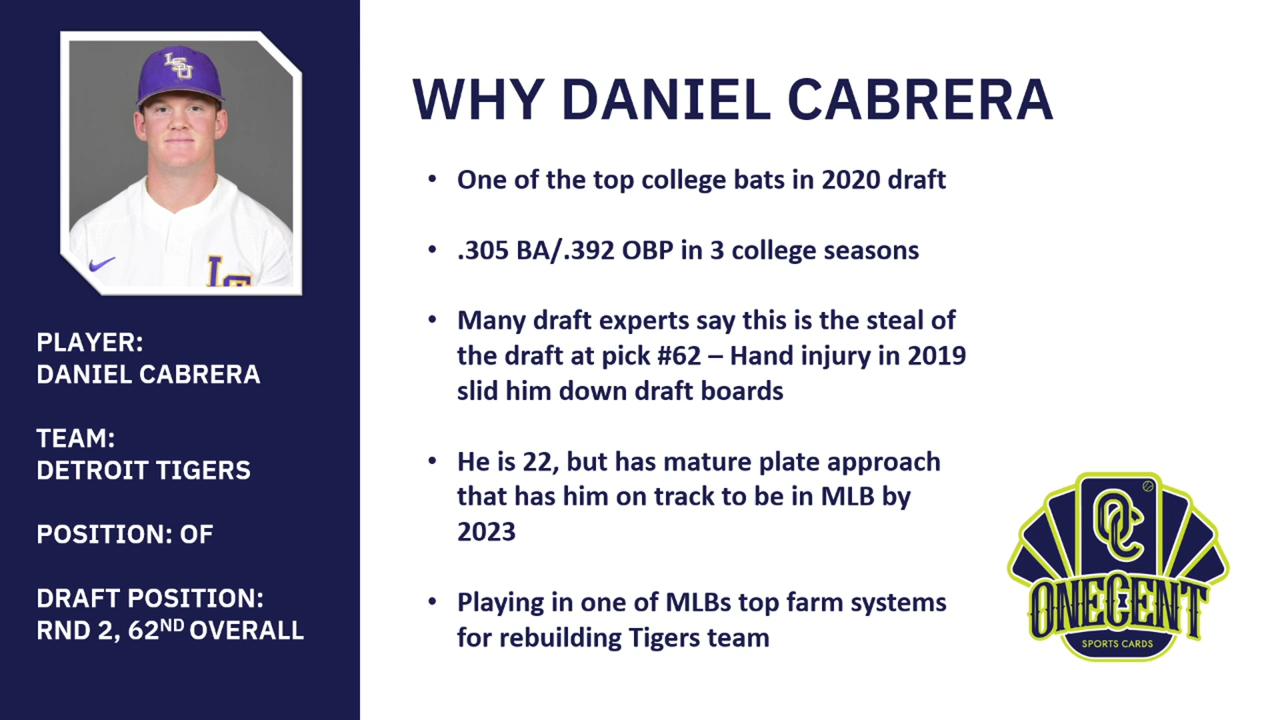 LSU
LS
PLAYER:
DANIEL CABRERA
TEAM:
DETROIT TIGERS
POSITION: OF
DRAFT POSITION:
RND 2, 62ND OVERALL
WHY DANIEL CABRERA
• One of the top college bats in 2020 draft
• .305 BA/.392 OBP in 3 college seasons
• Many draft experts say this is the steal of
the draft at pick #62 – Hand injury in 2019
slid him down draft boards
• He is 22, but has mature plate approach
that has him on track to be in MLB by
2023
• Playing in one of MLBs top farm systems
for rebuilding Tigers team
OC
ONECENT
SPORTS CARDS